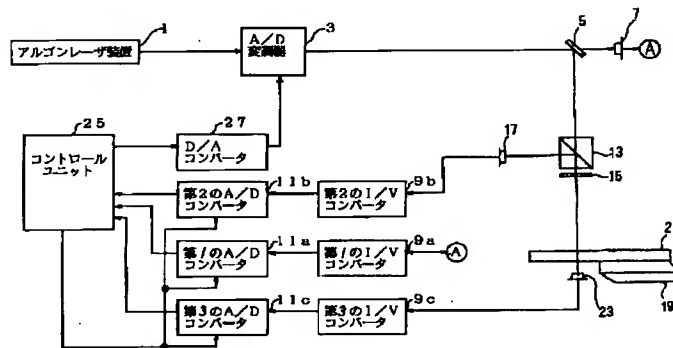 1
アルゴンレーザ装置
3
A/D
変調器
5
7
A
25
コントロール
ユニット
27
D/A
コンバータ
17
13
15
11b
第2のA/D
コンバータ
9b
第2のI/V
コンバータ
11a
第1のA/D
コンバータ
9a
第1のI/V
コンバータ
A
11c
第3のA/D
コンバータ
9c
第3のI/V
コンバータ
2
19
23